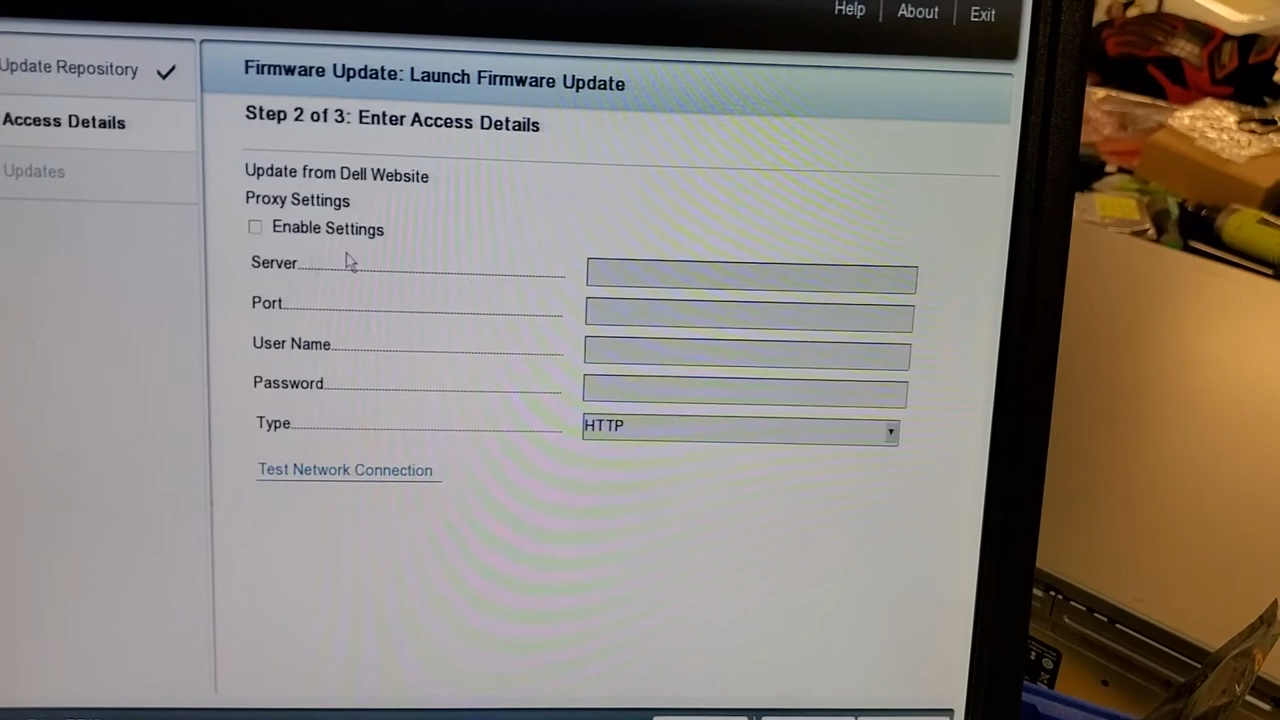 Help About Exit
Update Repository
Access Details
Updates
Firmware Update: Launch Firmware Update
Step 2 of 3: Enter Access Details
Update from Dell Website
Proxy Settings
Enable Settings
Server
Port
User Name
Password
Type HTTP
Test Network Connection